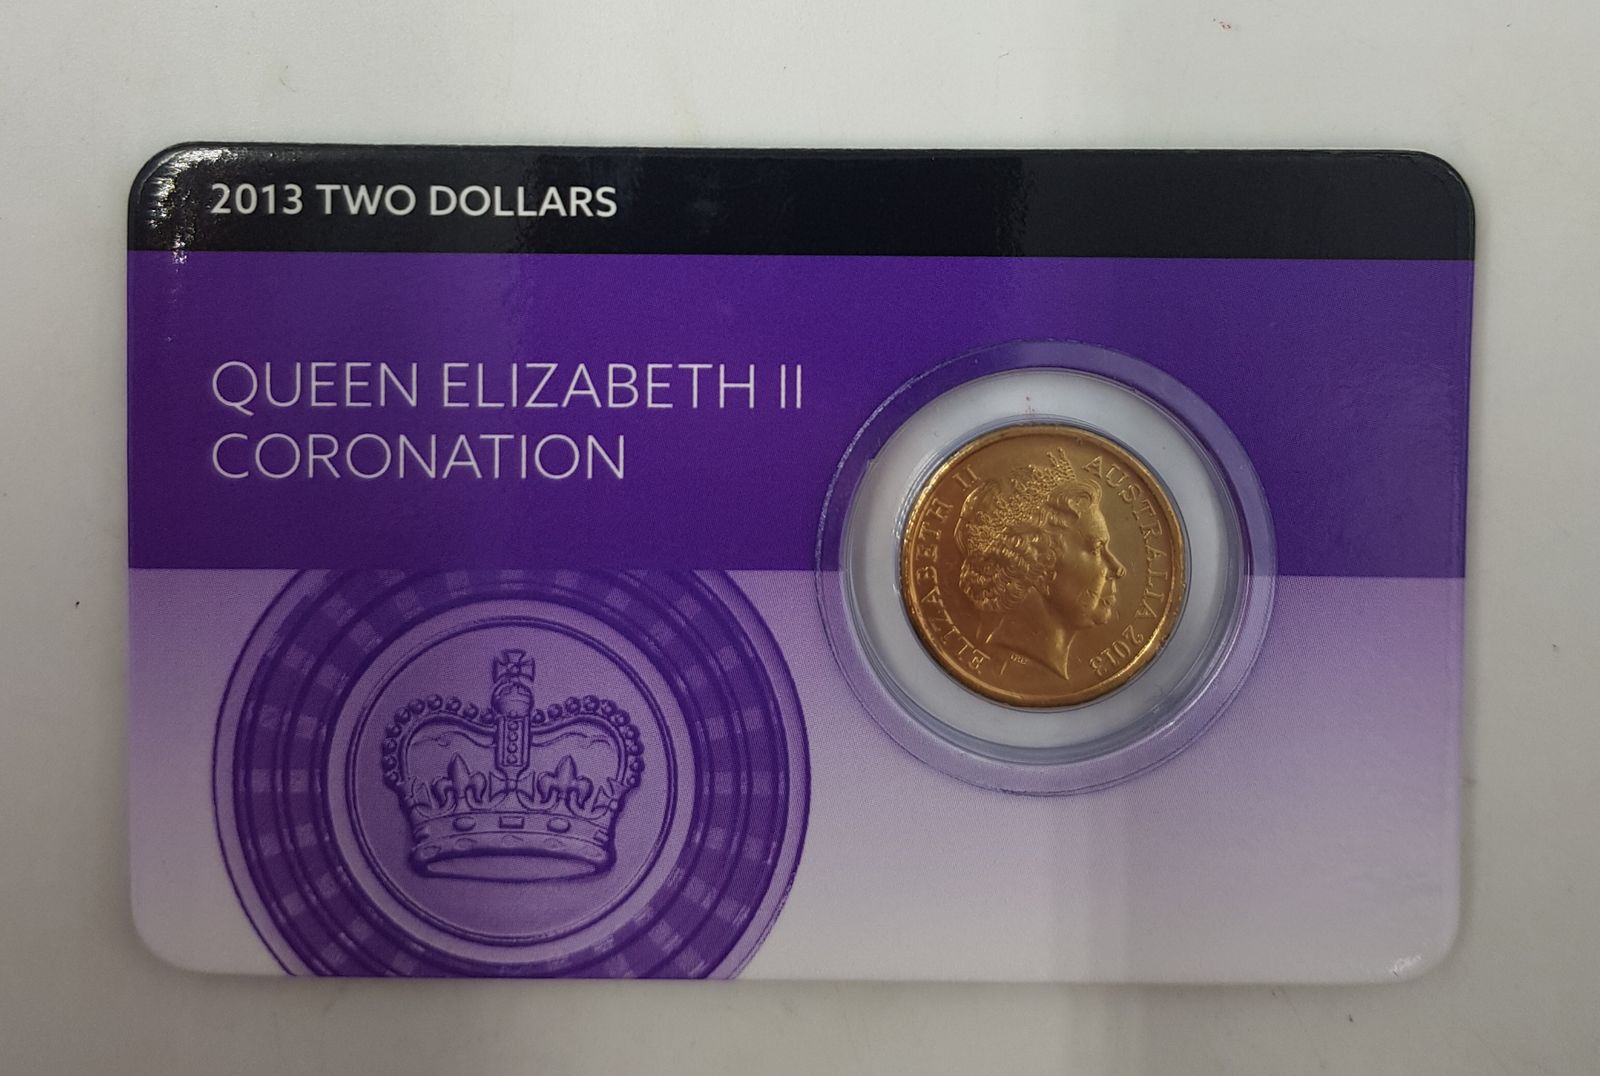 2013 TWO DOLLARS
QUEEN ELIZABETH II
CORONATION
ELIZABETH II
AUSTRALIA 2013